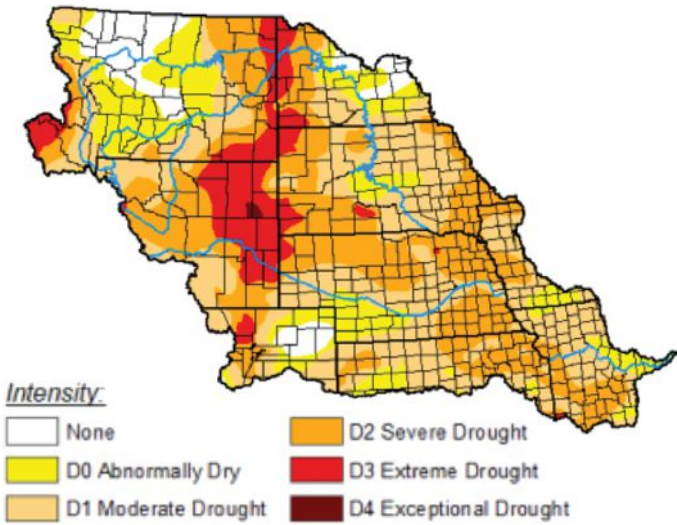 Intensity:
None
D0 Abnormally Dry
D1 Moderate Drought
D2 Severe Drought
D3 Extreme Drought
D4 Exceptional Drought